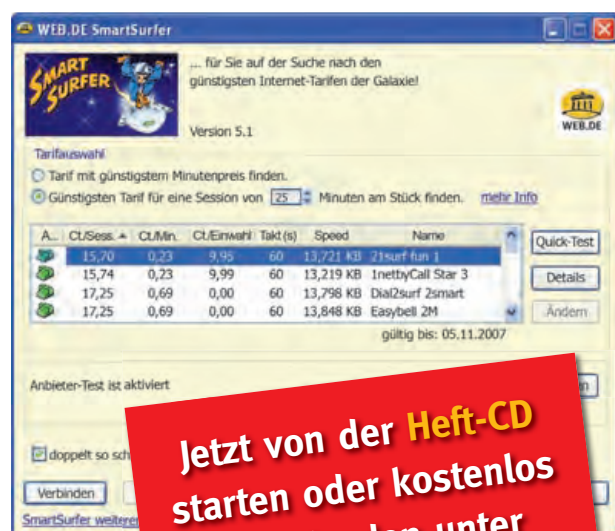 WEB.DE SmartSurfer
SMART
SURFER
... für Sie auf der Suche nach den
günstigsten Internet-Tarifen der Galaxie!
Version 5.1
WEB.DE
Tarifauswahl
Tarif mit günstigstem Minutenpreis finden.
Günstigsten Tarif für eine Session von 25 Minuten am Stück finden. mehr Info
A... Ct./Sess. Ct./Min. Ct./Einwahl Takt (s) Speed Name
15,70 0,23 9,95 60 13,721 KB 21surf fun 1
15,74 0,23 9,99 60 13,219 KB 1netbyCall Star 3
17,25 0,69 0,00 60 13,798 KB Dial2surf 2smart
17,25 0,69 0,00 60 13,848 KB Easybell 2M
Quick-Test
Details
Ändern
gültig bis: 05.11.2007
Anbieter-Test ist aktiviert
doppelt so sch
Verbinden
SmartSurfer weiterem
Jetzt von der Heft-CD
starten oder kostenlos
unter